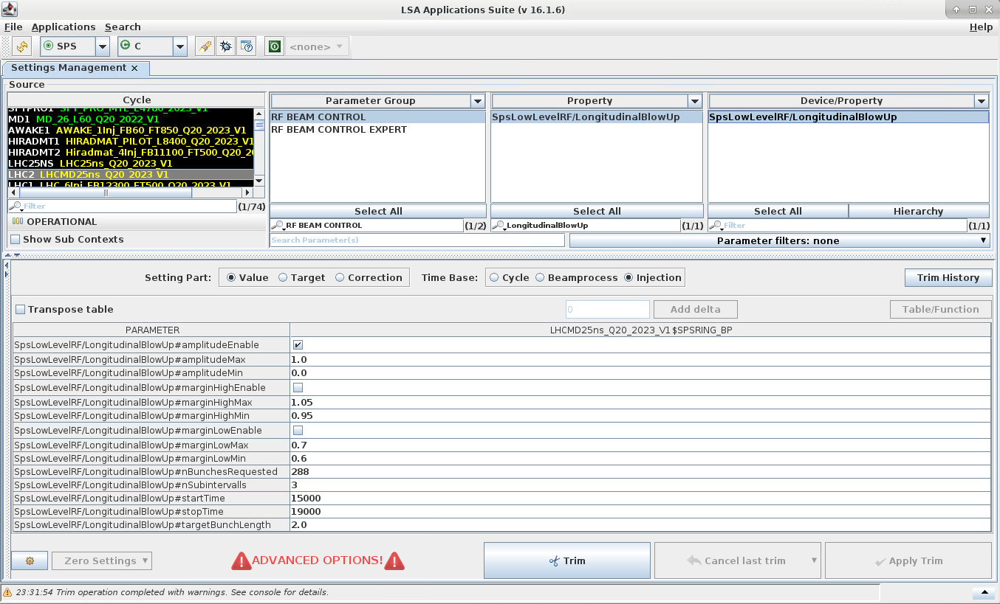 LSA Applications Suite (v 16.1.6)
File Applications Search Help
SPS C <none>
Settings Management ×
Source
Cycle
SFTPRO1 SFT_PRO_MTE_L4780_2023_V1
MD1 MD_26_L60_Q20_2022_V1
AWAKE1 AWAKE_1Inj_FB60_FT850_Q20_2023_V1
HIRADMT1 HIRADMAT_PILOT_L8400_Q20_2023_V1
HIRADMT2 Hiradmat_4Inj_FB11100_FT500_Q20_20
LHC25NS LHC25ns_Q20_2023_V1
LHC2 LHCMD25ns_Q20_2023_V1
LHC1 LHC_6Inj_FB12300_FT500_Q20_2023_V1
Filter (1/74)
OPERATIONAL
Show Sub Contexts
Parameter Group
RF BEAM CONTROL
RF BEAM CONTROL EXPERT
Select All
RF BEAM CONTROL (1/2)
Search Parameter(s)
Property
SpsLowLevelRF/LongitudinalBlowUp
Select All
LongitudinalBlowUp (1/1)
Device/Property
SpsLowLevelRF/LongitudinalBlowUp
Select All Hierarchy
Filter (1/1)
Parameter filters: none
Setting Part: Value Target Correction Time Base: Cycle Beamprocess Injection Trim History
Transpose table 0 Add delta Table/Function
PARAMETER LHCMD25ns_Q20_2023_V1$SPSRING_BP
SpsLowLevelRF/LongitudinalBlowUp#amplitudeEnable
SpsLowLevelRF/LongitudinalBlowUp#amplitudeMax 1.0
SpsLowLevelRF/LongitudinalBlowUp#amplitudeMin 0.0
SpsLowLevelRF/LongitudinalBlowUp#marginHighEnable
SpsLowLevelRF/LongitudinalBlowUp#marginHighMax 1.05
SpsLowLevelRF/LongitudinalBlowUp#marginHighMin 0.95
SpsLowLevelRF/LongitudinalBlowUp#marginLowEnable
SpsLowLevelRF/LongitudinalBlowUp#marginLowMax 0.7
SpsLowLevelRF/LongitudinalBlowUp#marginLowMin 0.6
SpsLowLevelRF/LongitudinalBlowUp#nBunchesRequested 288
SpsLowLevelRF/LongitudinalBlowUp#nSubintervalls 3
SpsLowLevelRF/LongitudinalBlowUp#startTime 15000
SpsLowLevelRF/LongitudinalBlowUp#stopTime 19000
SpsLowLevelRF/LongitudinalBlowUp#targetBunchLength 2.0
Zero Settings ADVANCED OPTIONS! Trim Cancel last trim Apply Trim
23:31:54 Trim operation completed with warnings. See console for details.